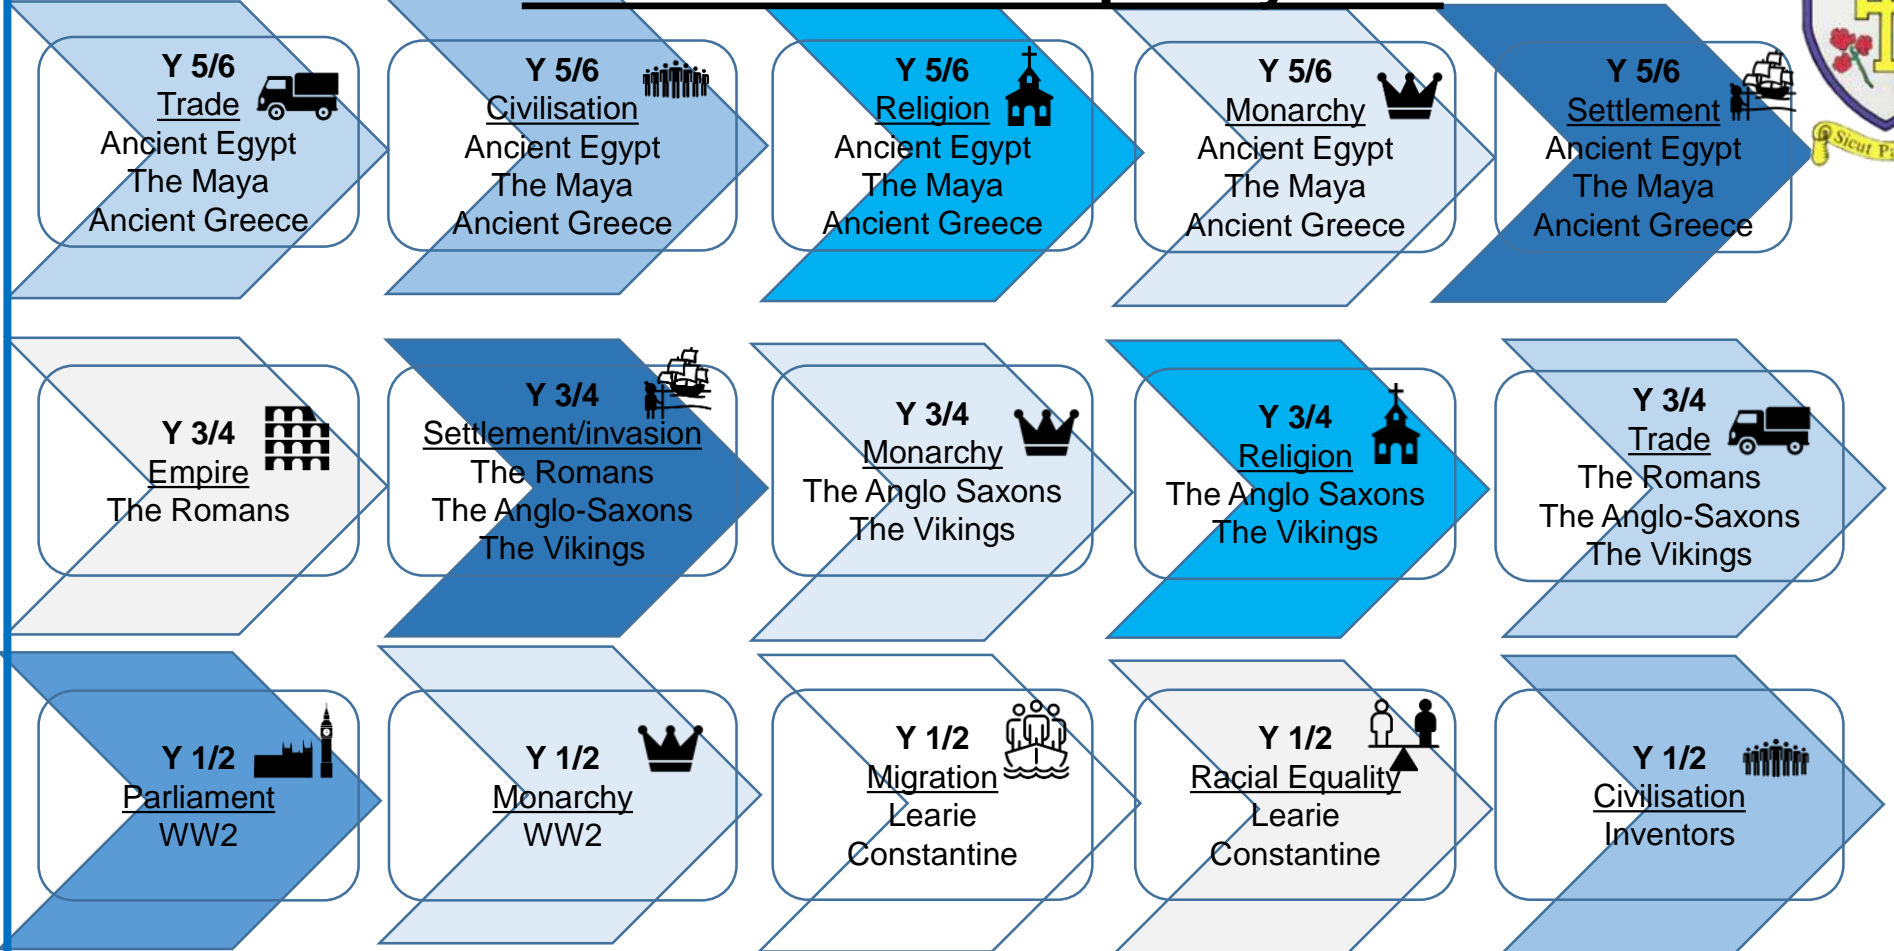 Y 5/6
Trade
Ancient Egypt
The Maya
Ancient Greece
Y 5/6
Civilisation
Ancient Egypt
The Maya
Ancient Greece
Y 5/6
Religion
Ancient Egypt
The Maya
Ancient Greece
Y 5/6
Monarchy
Ancient Egypt
The Maya
Ancient Greece
Y 5/6
Settlement
Ancient Egypt
The Maya
Ancient Greece
Sicut
Y 3/4
Empire
The Romans
Y 3/4
Settlement/invasion
The Romans
The Anglo-Saxons
The Vikings
Y 3/4
Monarchy
The Anglo Saxons
The Vikings
Y 3/4
Religion
The Anglo Saxons
The Vikings
Y 3/4
Trade
The Romans
The Anglo-Saxons
The Vikings
Y 1/2
Parliament
WW2
Y 1/2
Monarchy
WW2
Y 1/2
Migration
Learie
Constantine
Y 1/2
Racial Equality
Learie
Constantine
Y 1/2
Civilisation
Inventors